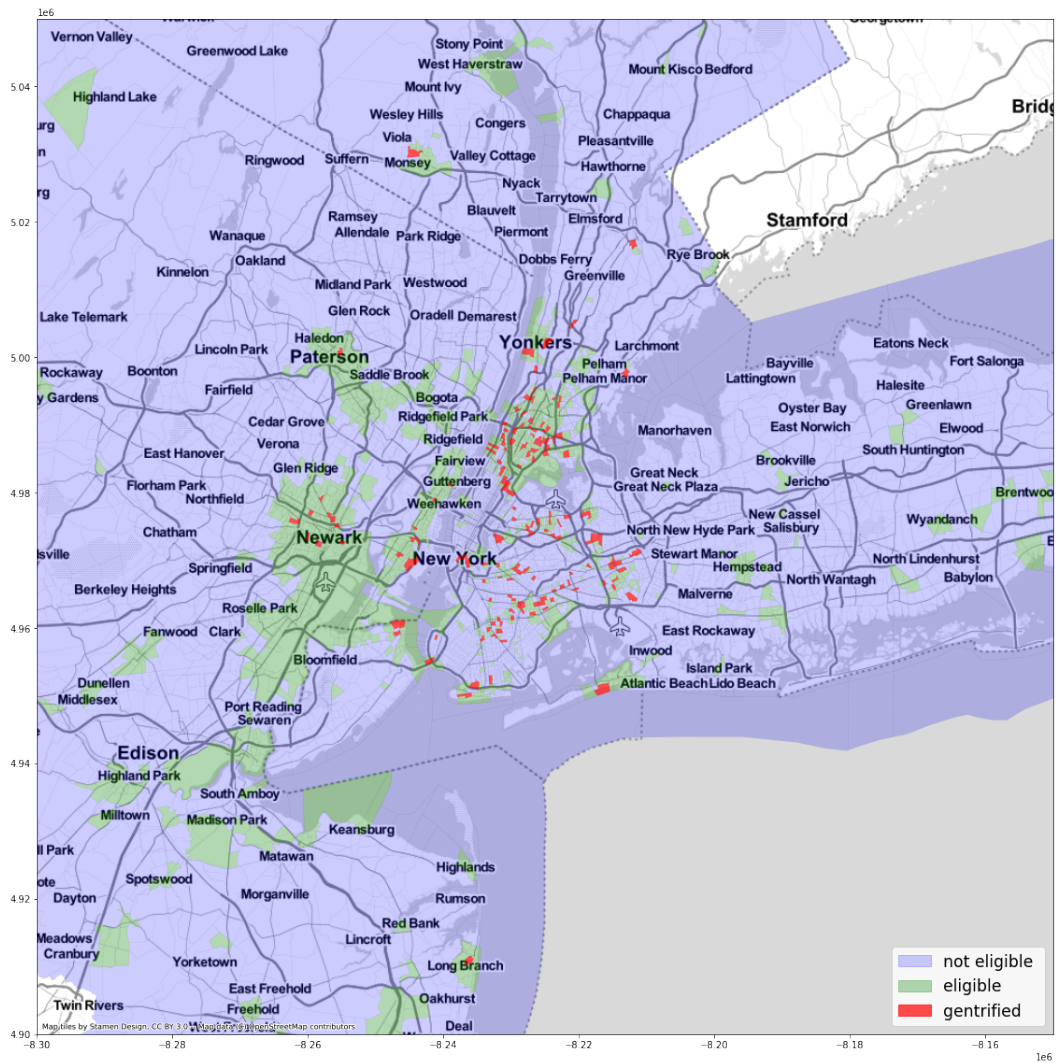 1e6
Warwick
Georgetown
Vernon Valley
Stony Point
Greenwood Lake
West Haverstraw
Mount Kisco Bedford
5.04
Mount Ivy
Highland Lake
Bridg
Wesley Hills
Chappaqua
Congers
urg
Viola
Pleasantville
n
Ringwood
Suffern
Monsey
Valley Cottage
Hawthorne
Nyack
rg
Tarrytown
Blauvelt
Elmsford
Stamford
5.02
Ramsey
Allendale
Park Ridge
Piermont
Wanaque
Oakland
Dobbs Ferry
Rye Brook
Kinnelon
Greenville
Midland Park
Westwood
Glen Rock
Oradell
Demarest
Lake Telemark
Haledon
Yonkers
Larchmont
Eatons Neck
Lincoln Park
Paterson
5.00
Pelham
Bayville
Fort Salonga
Rockaway
Boonton
Saddle Brook
Pelham Manor
Lattingtown
Halesite
y Gardens
Fairfield
Bogota
Oyster Bay
Greenlawn
Cedar Grove
Ridgefield Park
East Norwich
Elwood
Verona
Ridgefield
Manorhaven
South Huntington
East Hanover
Glen Ridge
Fairview
Brookville
4.98
Florham Park
Guttenberg
Great Neck
Great Neck Plaza
Jericho
Brentwoo
Northfield
Weehawken
New Cassel
Wyandanch
Chatham
Newark
North New Hyde Park
Salisbury
lsville
New York
Stewart Manor
North Lindenhurst
Springfield
Hempstead
Berkeley Heights
North Wantagh
Babylon
Roselle Park
Malverne
4.96
Fanwood
Clark
East Rockaway
Bloomfield
Inwood
Island Park
Dunellen
Atlantic Beach
Lido Beach
Middlesex
Port Reading
Sewaren
Edison
4.94
Highland Park
South Amboy
Milltown
Madison Park
Keansburg
ll Park
Matawan
Highlands
ote
Spotswood
4.92
Dayton
Morganville
Rumson
Red Bank
Meadows
Lincroft
Cranbury
Yorketown
Long Branch
not eligible
East Freehold
Oakhurst
eligible
Twin Rivers
Freehold
gentrified
Deal
Map tiles by Stamen Design, CC BY 3.0 -- Map data (C) OpenStreetMap contributors
4.90
−8.30
−8.28
−8.26
−8.24
−8.22
−8.20
−8.18
−8.16
1e6